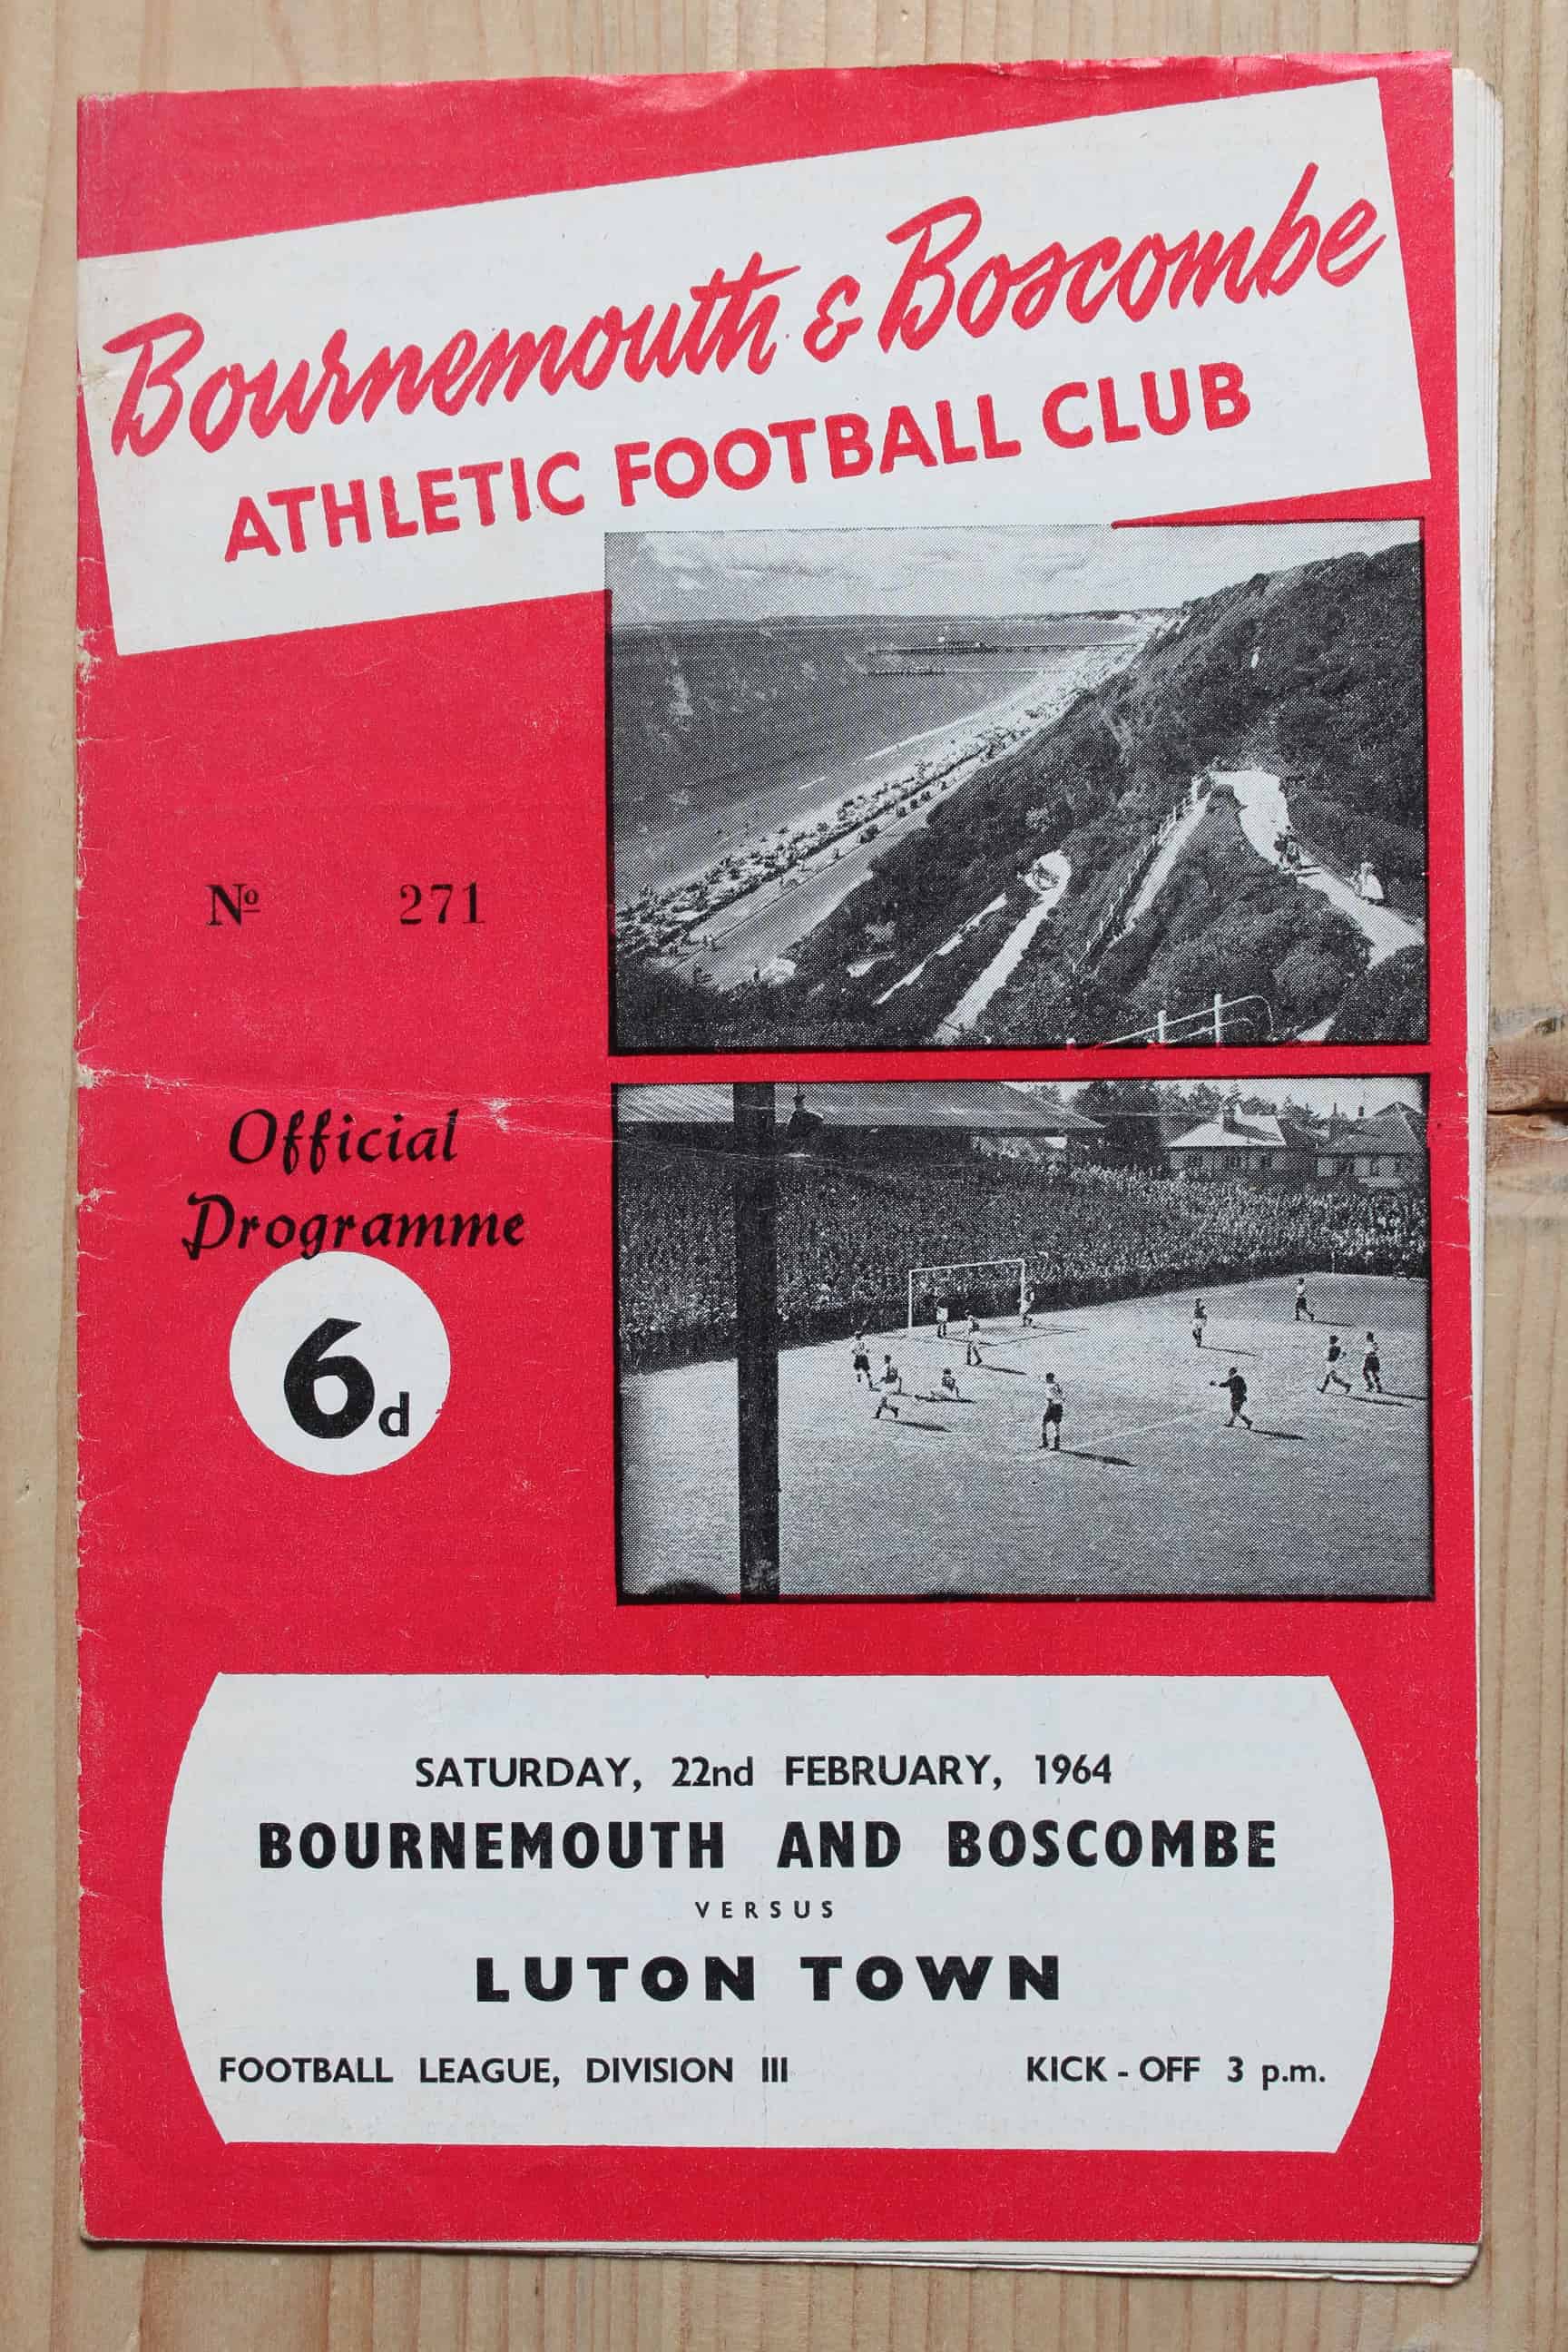 Bournemouth & Boscombe
ATHLETIC FOOTBALL CLUB
Nº 271
Official
Programme
6d
SATURDAY, 22nd FEBRUARY, 1964
BOURNEMOUTH AND BOSCOMBE
VERSUS
LUTON TOWN
FOOTBALL LEAGUE, DIVISION III KICK-OFF 3 p.m.